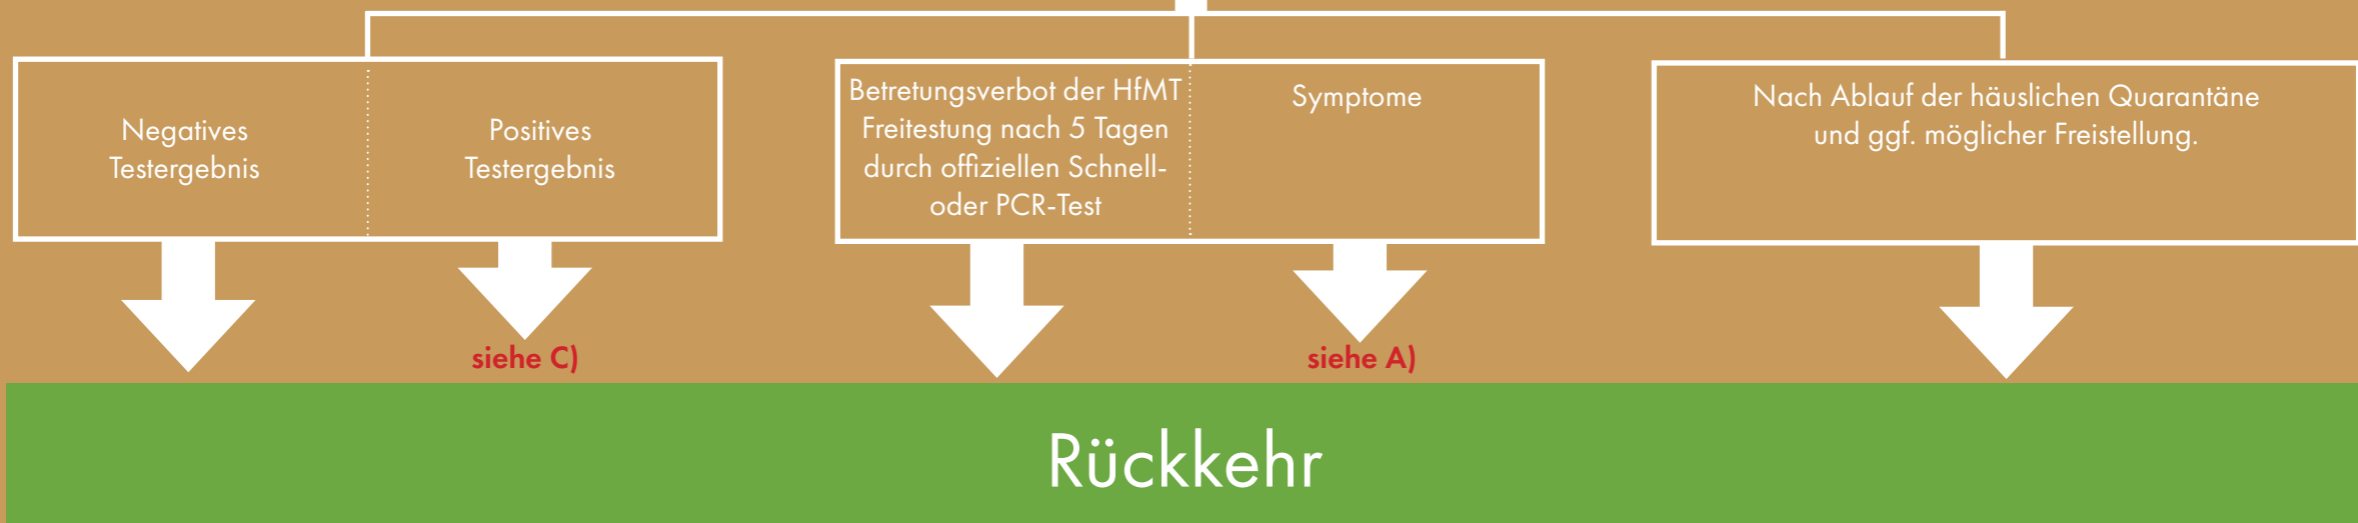 Negatives
Testergebnis
Positives
Testergebnis
Betretungsverbot der HfMT
Freitestung nach 5 Tagen
durch offiziellen Schnell-
oder PCR-Test
Symptome
Nach Ablauf der häuslichen Quarantäne
und ggf. möglicher Freistellung.
siehe C)
siehe A)
Rückkehr